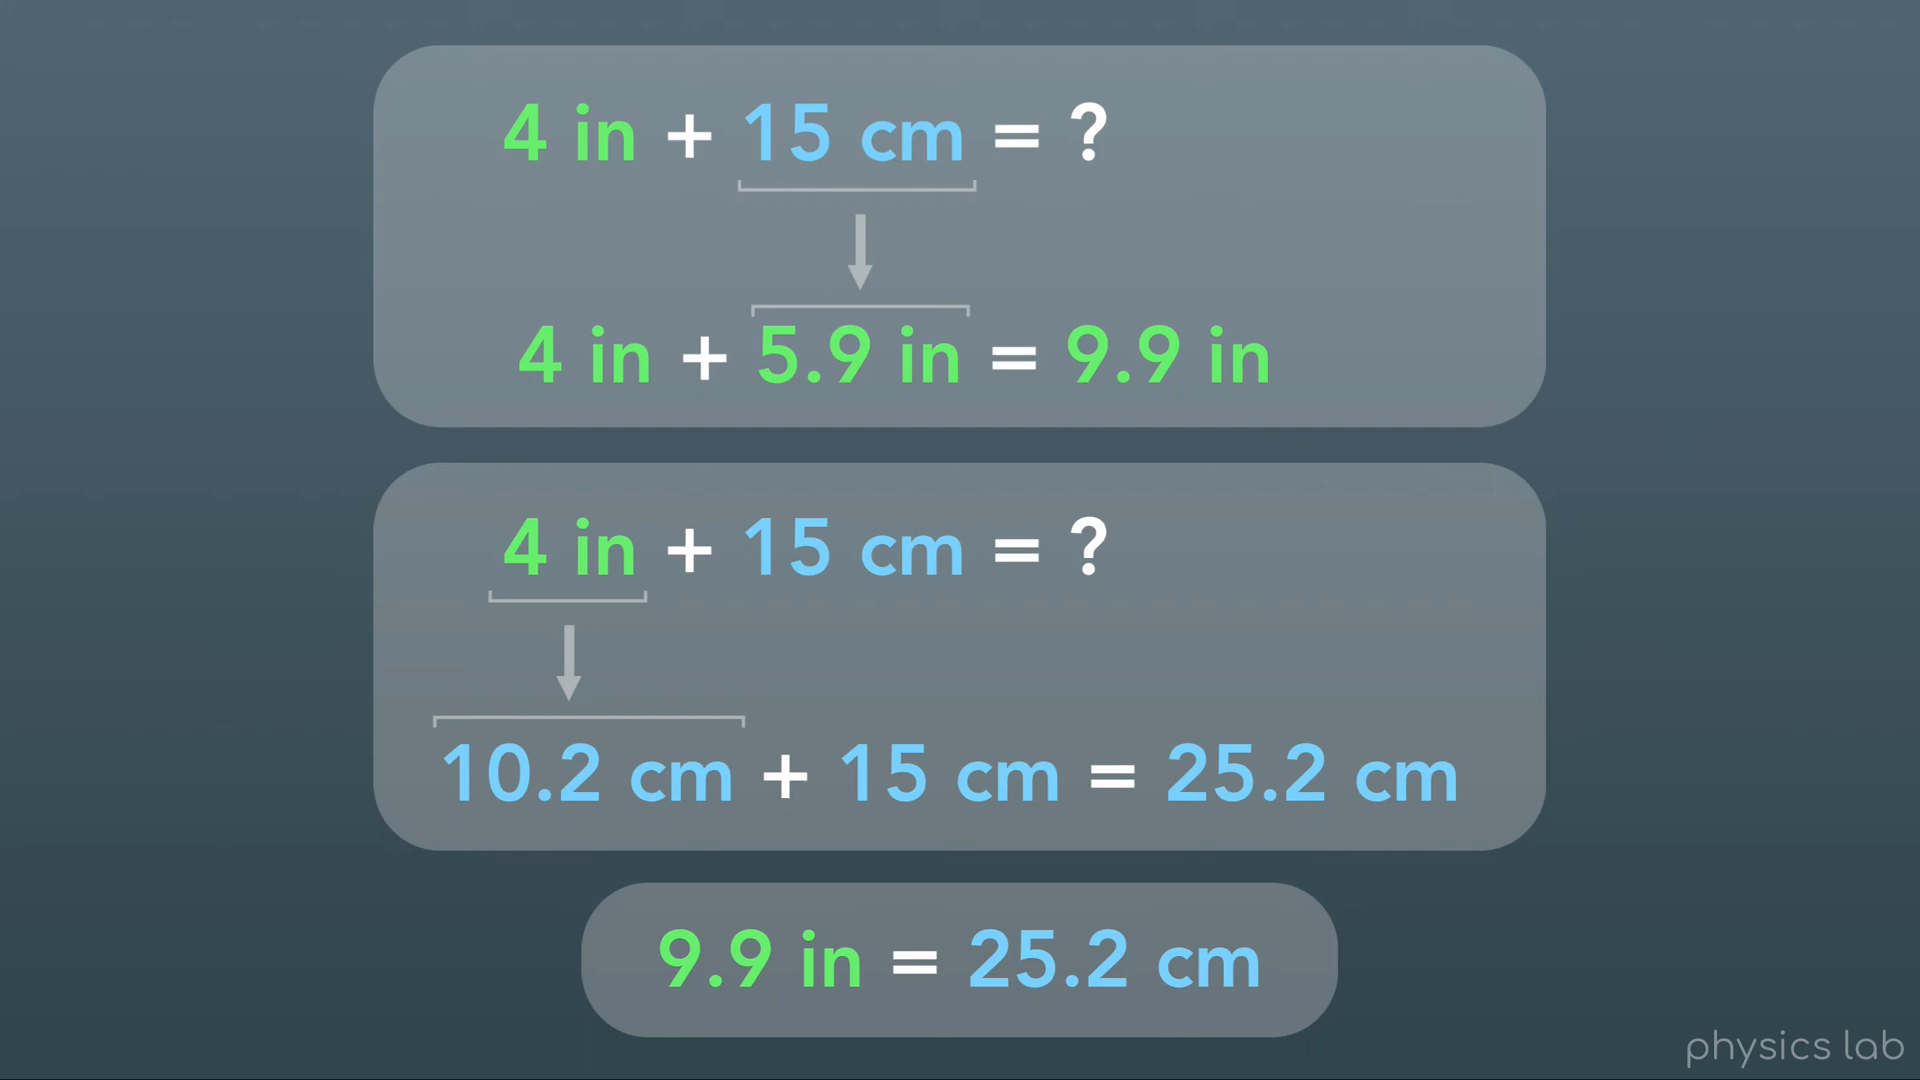 4 in + 15 cm = ?
4 in + 5.9 in = 9.9 in
4 in + 15 cm = ?
10.2 cm + 15 cm = 25.2 cm
9.9 in = 25.2 cm
physics lab